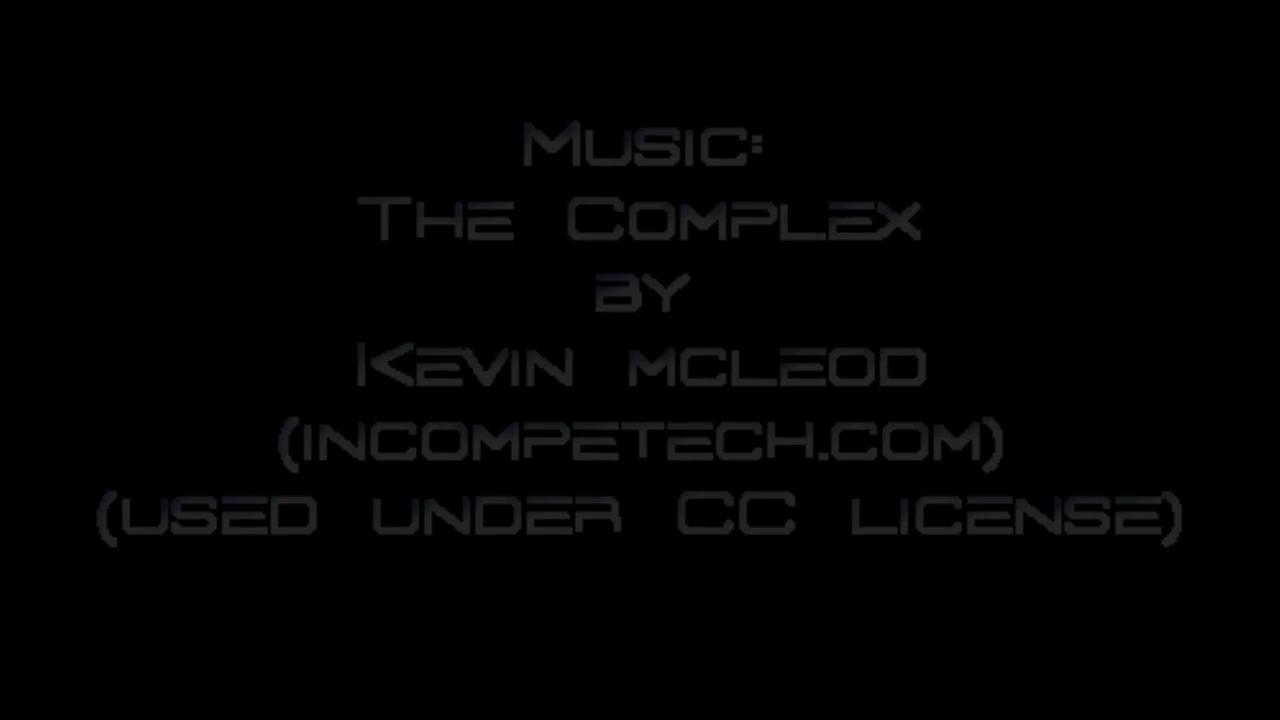 Music:
The Complex
by
Kevin mcleod
(incompetech.com)
(used under CC license)